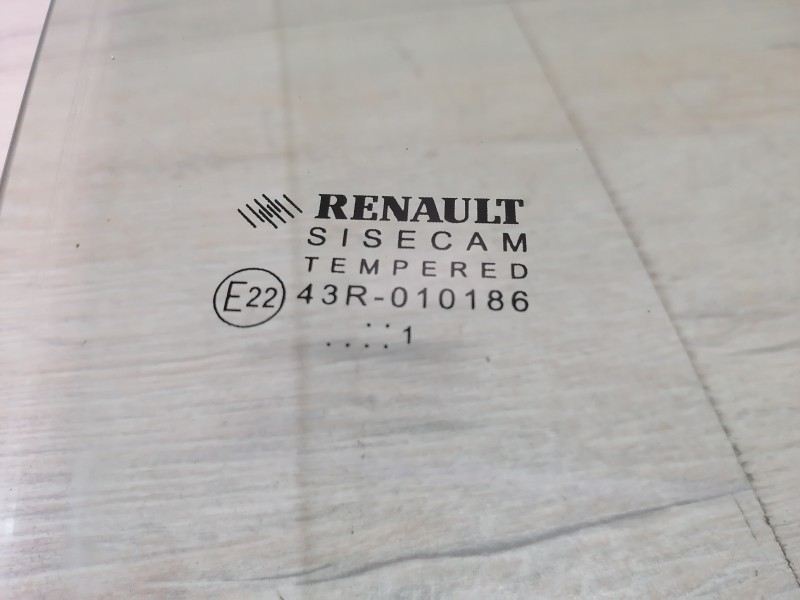 RENAULT
SISECAM
TEMPERED
E22 43R-010186
.. ....1